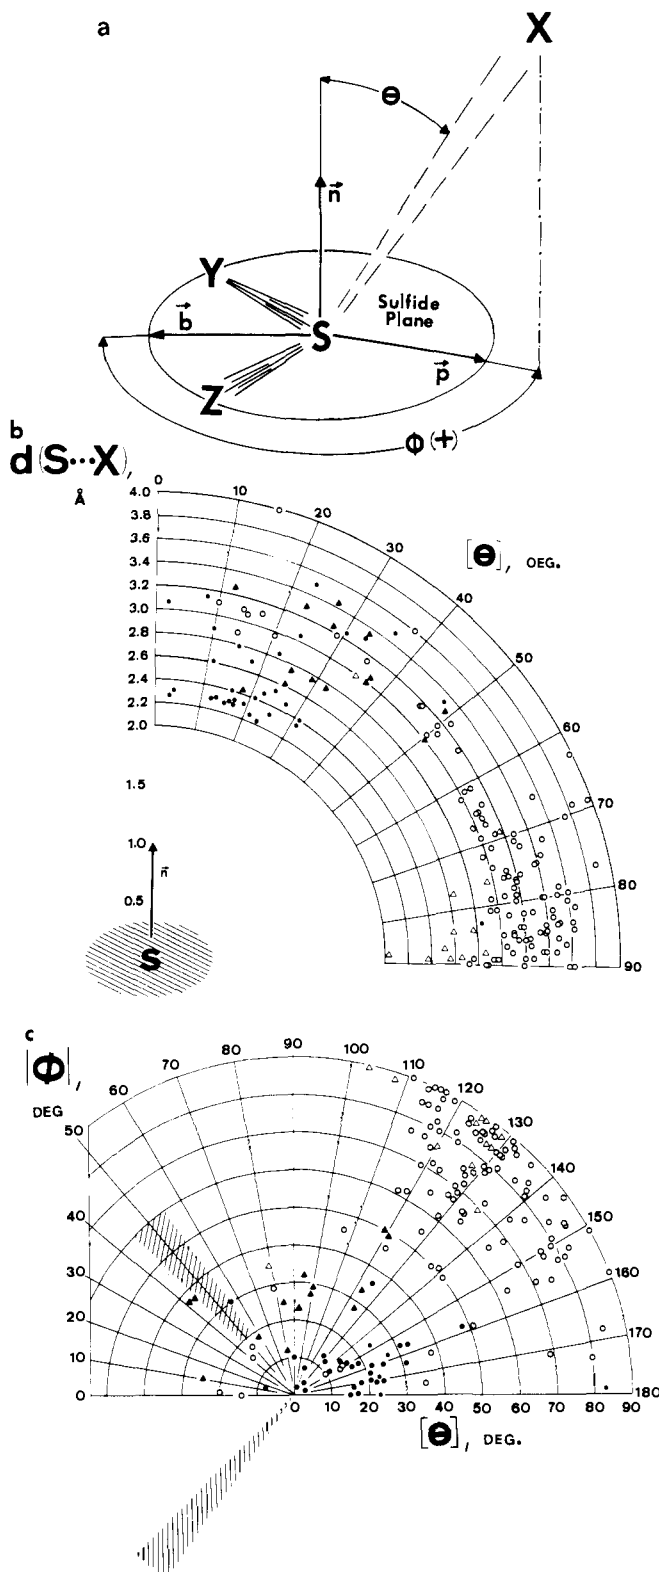 a
X
Θ
n
Y
Sulfide
Plane
b
S
p
Z
Φ(+)
b
d(S•••X),
Å
0
10
20
30
40
50
60
70
80
90
[Θ], OEG.
4.0
3.8
3.6
3.4
3.2
3.0
2.8
2.6
2.4
2.2
2.0
1.5
1.0
n
0.5
S
c
|Φ|,
DEG
50
60
70
80
90
100
110
120
130
140
150
160
170
180
40
30
20
10
0
0 10 20 30 40 50 60 70 80 90
[Θ], DEG.